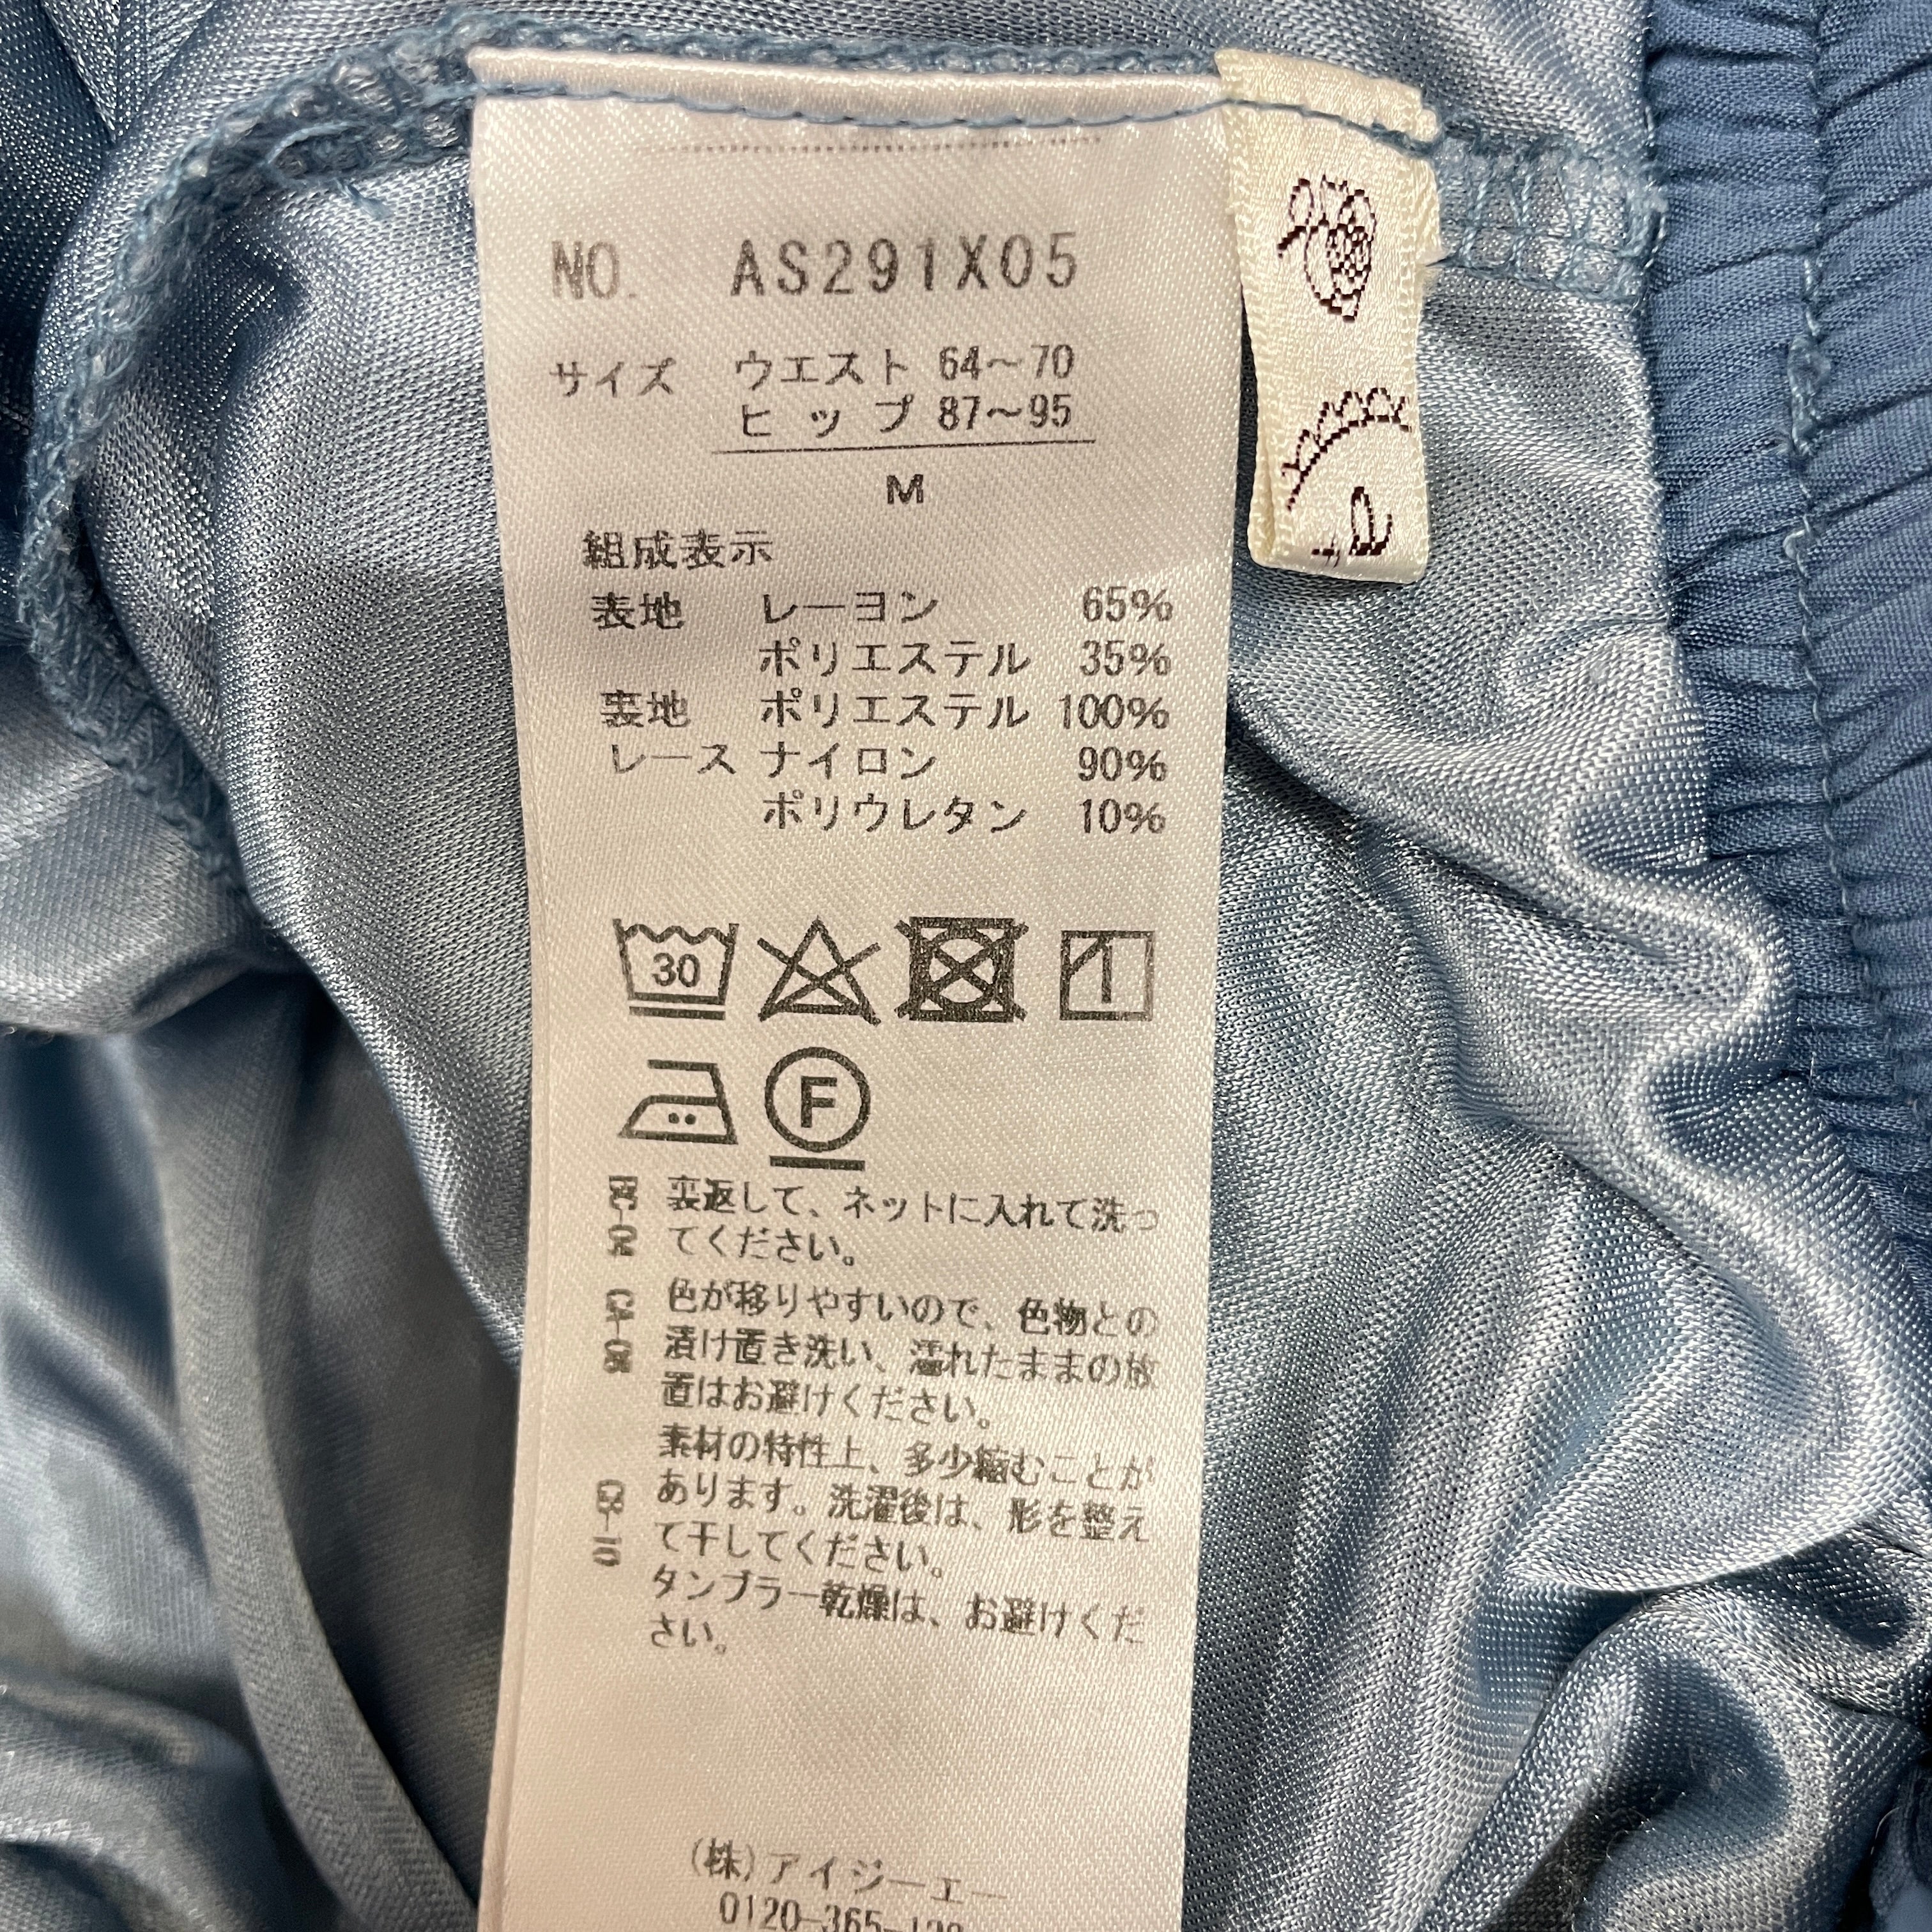 NO. AS291X05
サイズ ウエスト 64～70
ヒップ 87～95
M
組成表示
表地 レーヨン 65%
ポリエステル 35%
裏地 ポリエステル 100%
レース ナイロン 90%
ポリウレタン 10%
30
F
裏返して、ネットに入れて洗っ
てください。
色が移りやすいので、色物との
漬け置き洗い、濡れたままの放
置はお避けください。
素材の特性上、多少縮むことが
あります。洗濯後は、形を整え
て干してください。
タンブラー乾燥は、お避けくだ
さい。
(株)アイジーエー
0120-365-